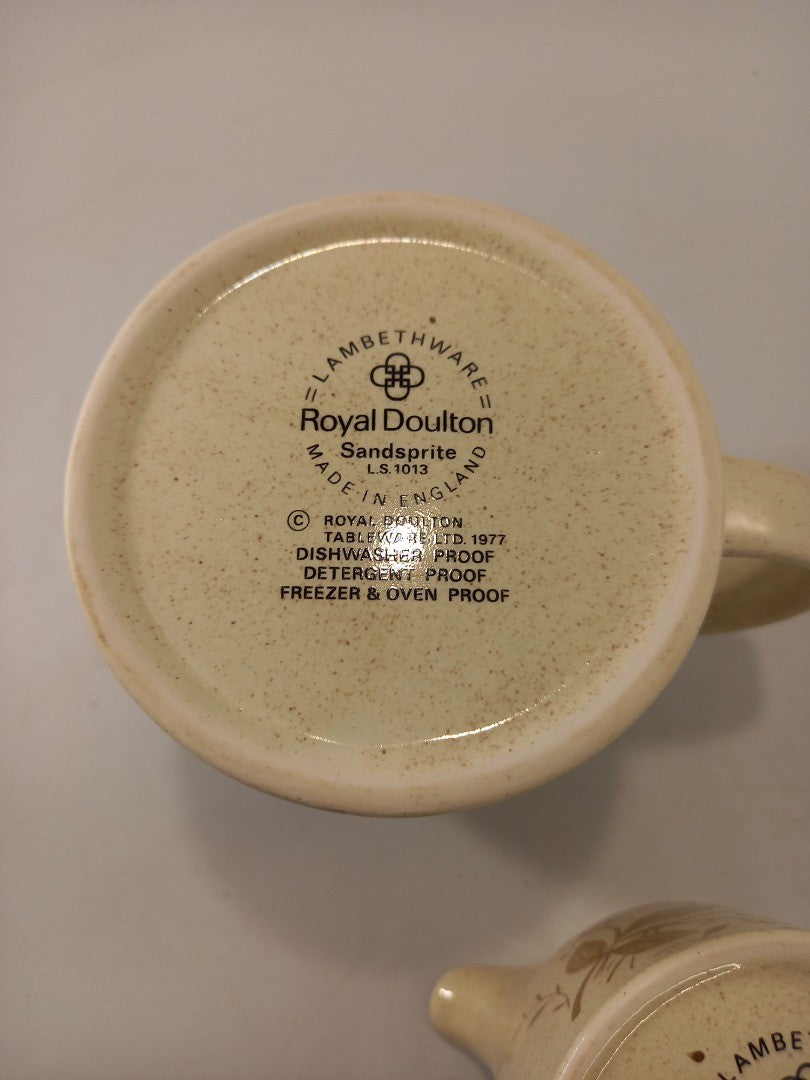 =LAMBETHWARE=
Royal Doulton
Sandsprite
L.S.1013
MADE IN ENGLAND
© ROYAL DOULTON
TABLEWARE LTD. 1977
DISHWASHER PROOF
DETERGENT PROOF
FREEZER & OVEN PROOF
LAMBE